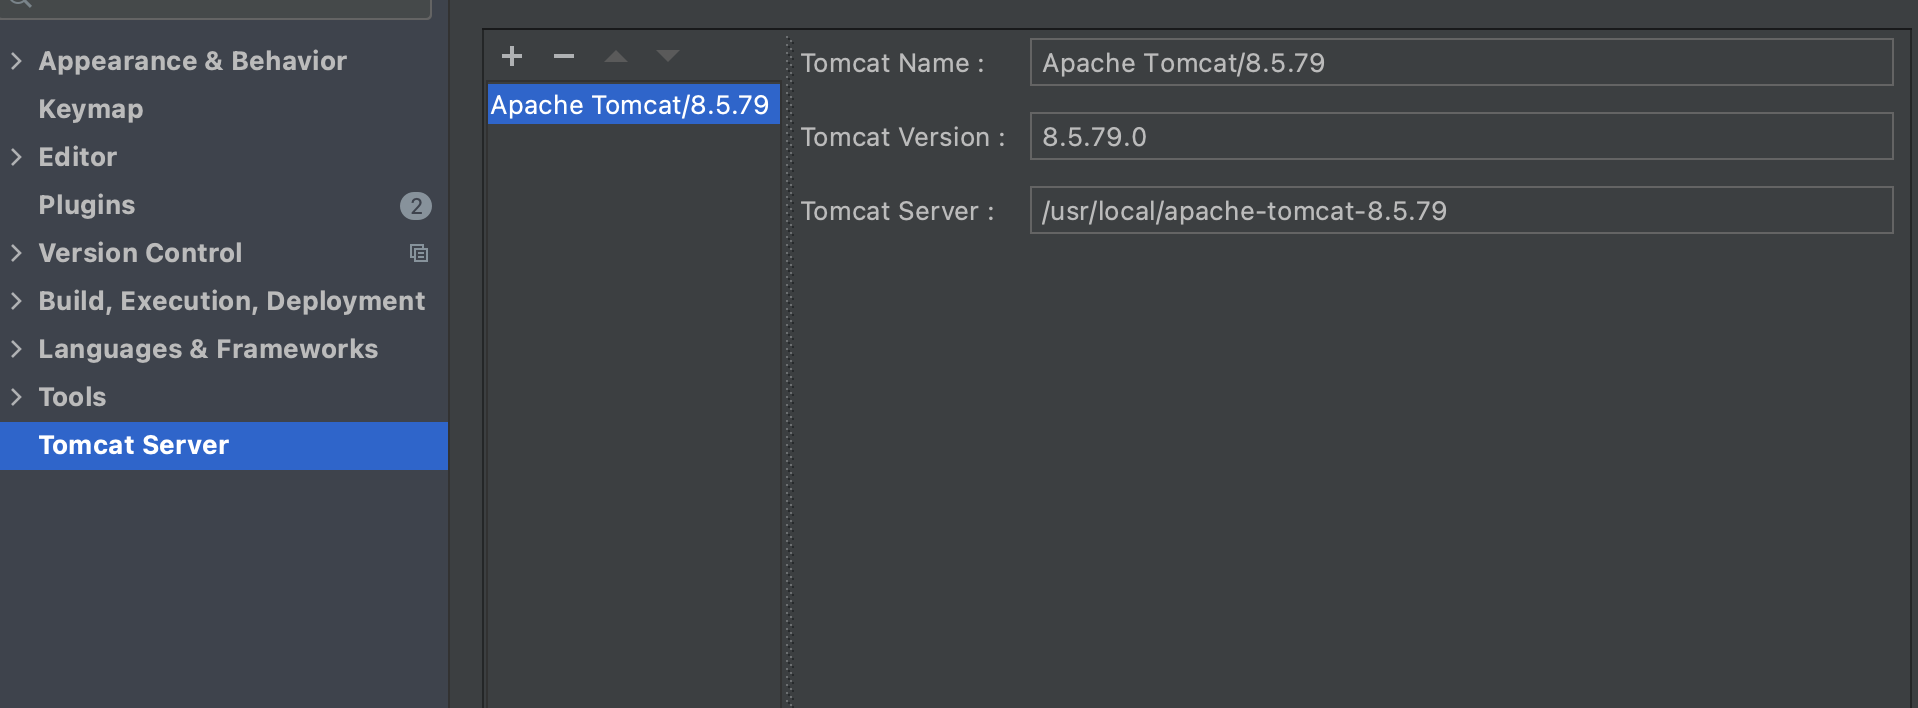 Appearance & Behavior
Keymap
Editor
Plugins 2
Version Control
Build, Execution, Deployment
Languages & Frameworks
Tools
Tomcat Server
Apache Tomcat/8.5.79
Tomcat Name : Apache Tomcat/8.5.79
Tomcat Version : 8.5.79.0
Tomcat Server : /usr/local/apache-tomcat-8.5.79